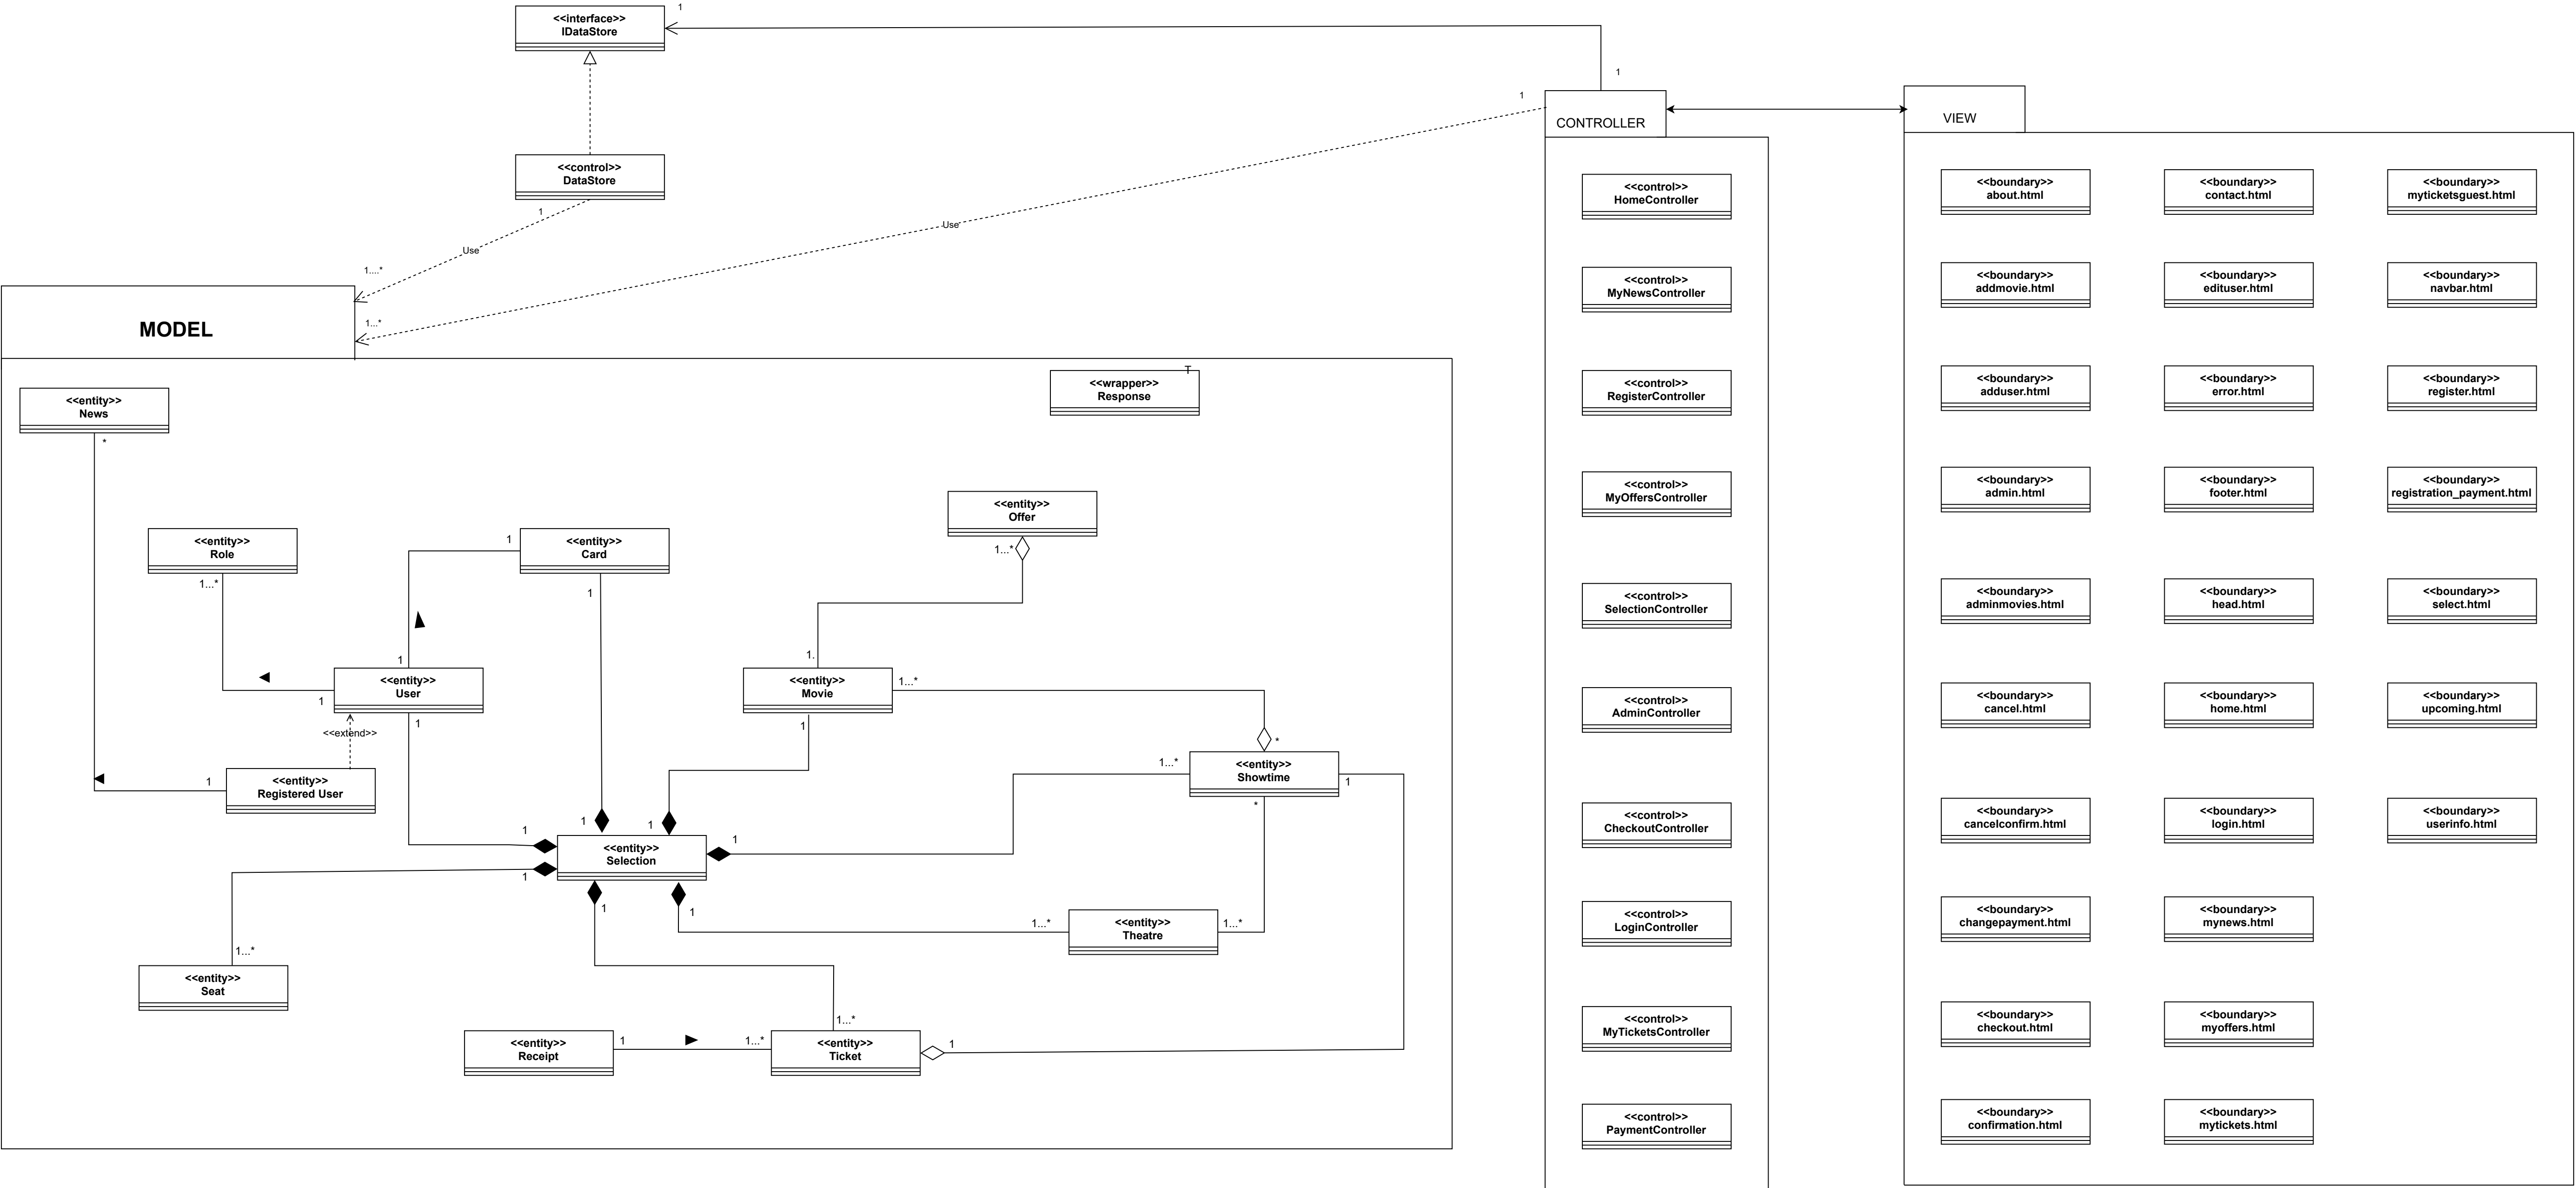 <<interface>>
IDataStore
1
1
<<control>>
DataStore
1
Use
1....*
1
Use
1...*
MODEL
<<entity>>
News
*
<<wrapper>>
Response
T
<<entity>>
Offer
1...*
<<entity>>
Role
1...*
<<entity>>
Card
1
1
<<entity>>
User
1
1
1
<<extend>>
<<entity>>
Registered User
1
<<entity>>
Movie
1.
1...*
1
<<entity>>
Showtime
*
1...*
1
*
<<entity>>
Selection
1
1
1
1
1
1
1
<<entity>>
Theatre
1...*
1...*
<<entity>>
Seat
1...*
<<entity>>
Receipt
1
1...*
<<entity>>
Ticket
1...*
1
CONTROLLER
<<control>>
HomeController
<<control>>
MyNewsController
<<control>>
RegisterController
<<control>>
MyOffersController
<<control>>
SelectionController
<<control>>
AdminController
<<control>>
CheckoutController
<<control>>
LoginController
<<control>>
MyTicketsController
<<control>>
PaymentController
VIEW
<<boundary>>
about.html
<<boundary>>
contact.html
<<boundary>>
myticketsguest.html
<<boundary>>
addmovie.html
<<boundary>>
edituser.html
<<boundary>>
navbar.html
<<boundary>>
adduser.html
<<boundary>>
error.html
<<boundary>>
register.html
<<boundary>>
admin.html
<<boundary>>
footer.html
<<boundary>>
registration_payment.html
<<boundary>>
adminmovies.html
<<boundary>>
head.html
<<boundary>>
select.html
<<boundary>>
cancel.html
<<boundary>>
home.html
<<boundary>>
upcoming.html
<<boundary>>
cancelconfirm.html
<<boundary>>
login.html
<<boundary>>
userinfo.html
<<boundary>>
changepayment.html
<<boundary>>
mynews.html
<<boundary>>
checkout.html
<<boundary>>
myoffers.html
<<boundary>>
confirmation.html
<<boundary>>
mytickets.html